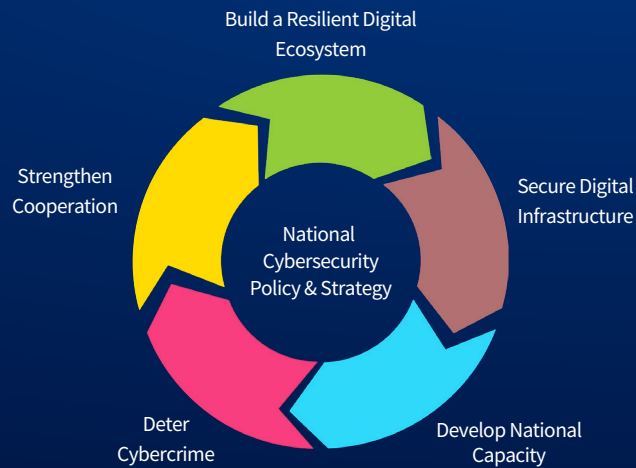 Build a Resilient Digital
Ecosystem
Secure Digital
Infrastructure
Develop National
Capacity
Deter
Cybercrime
Strengthen
Cooperation
National
Cybersecurity
Policy & Strategy